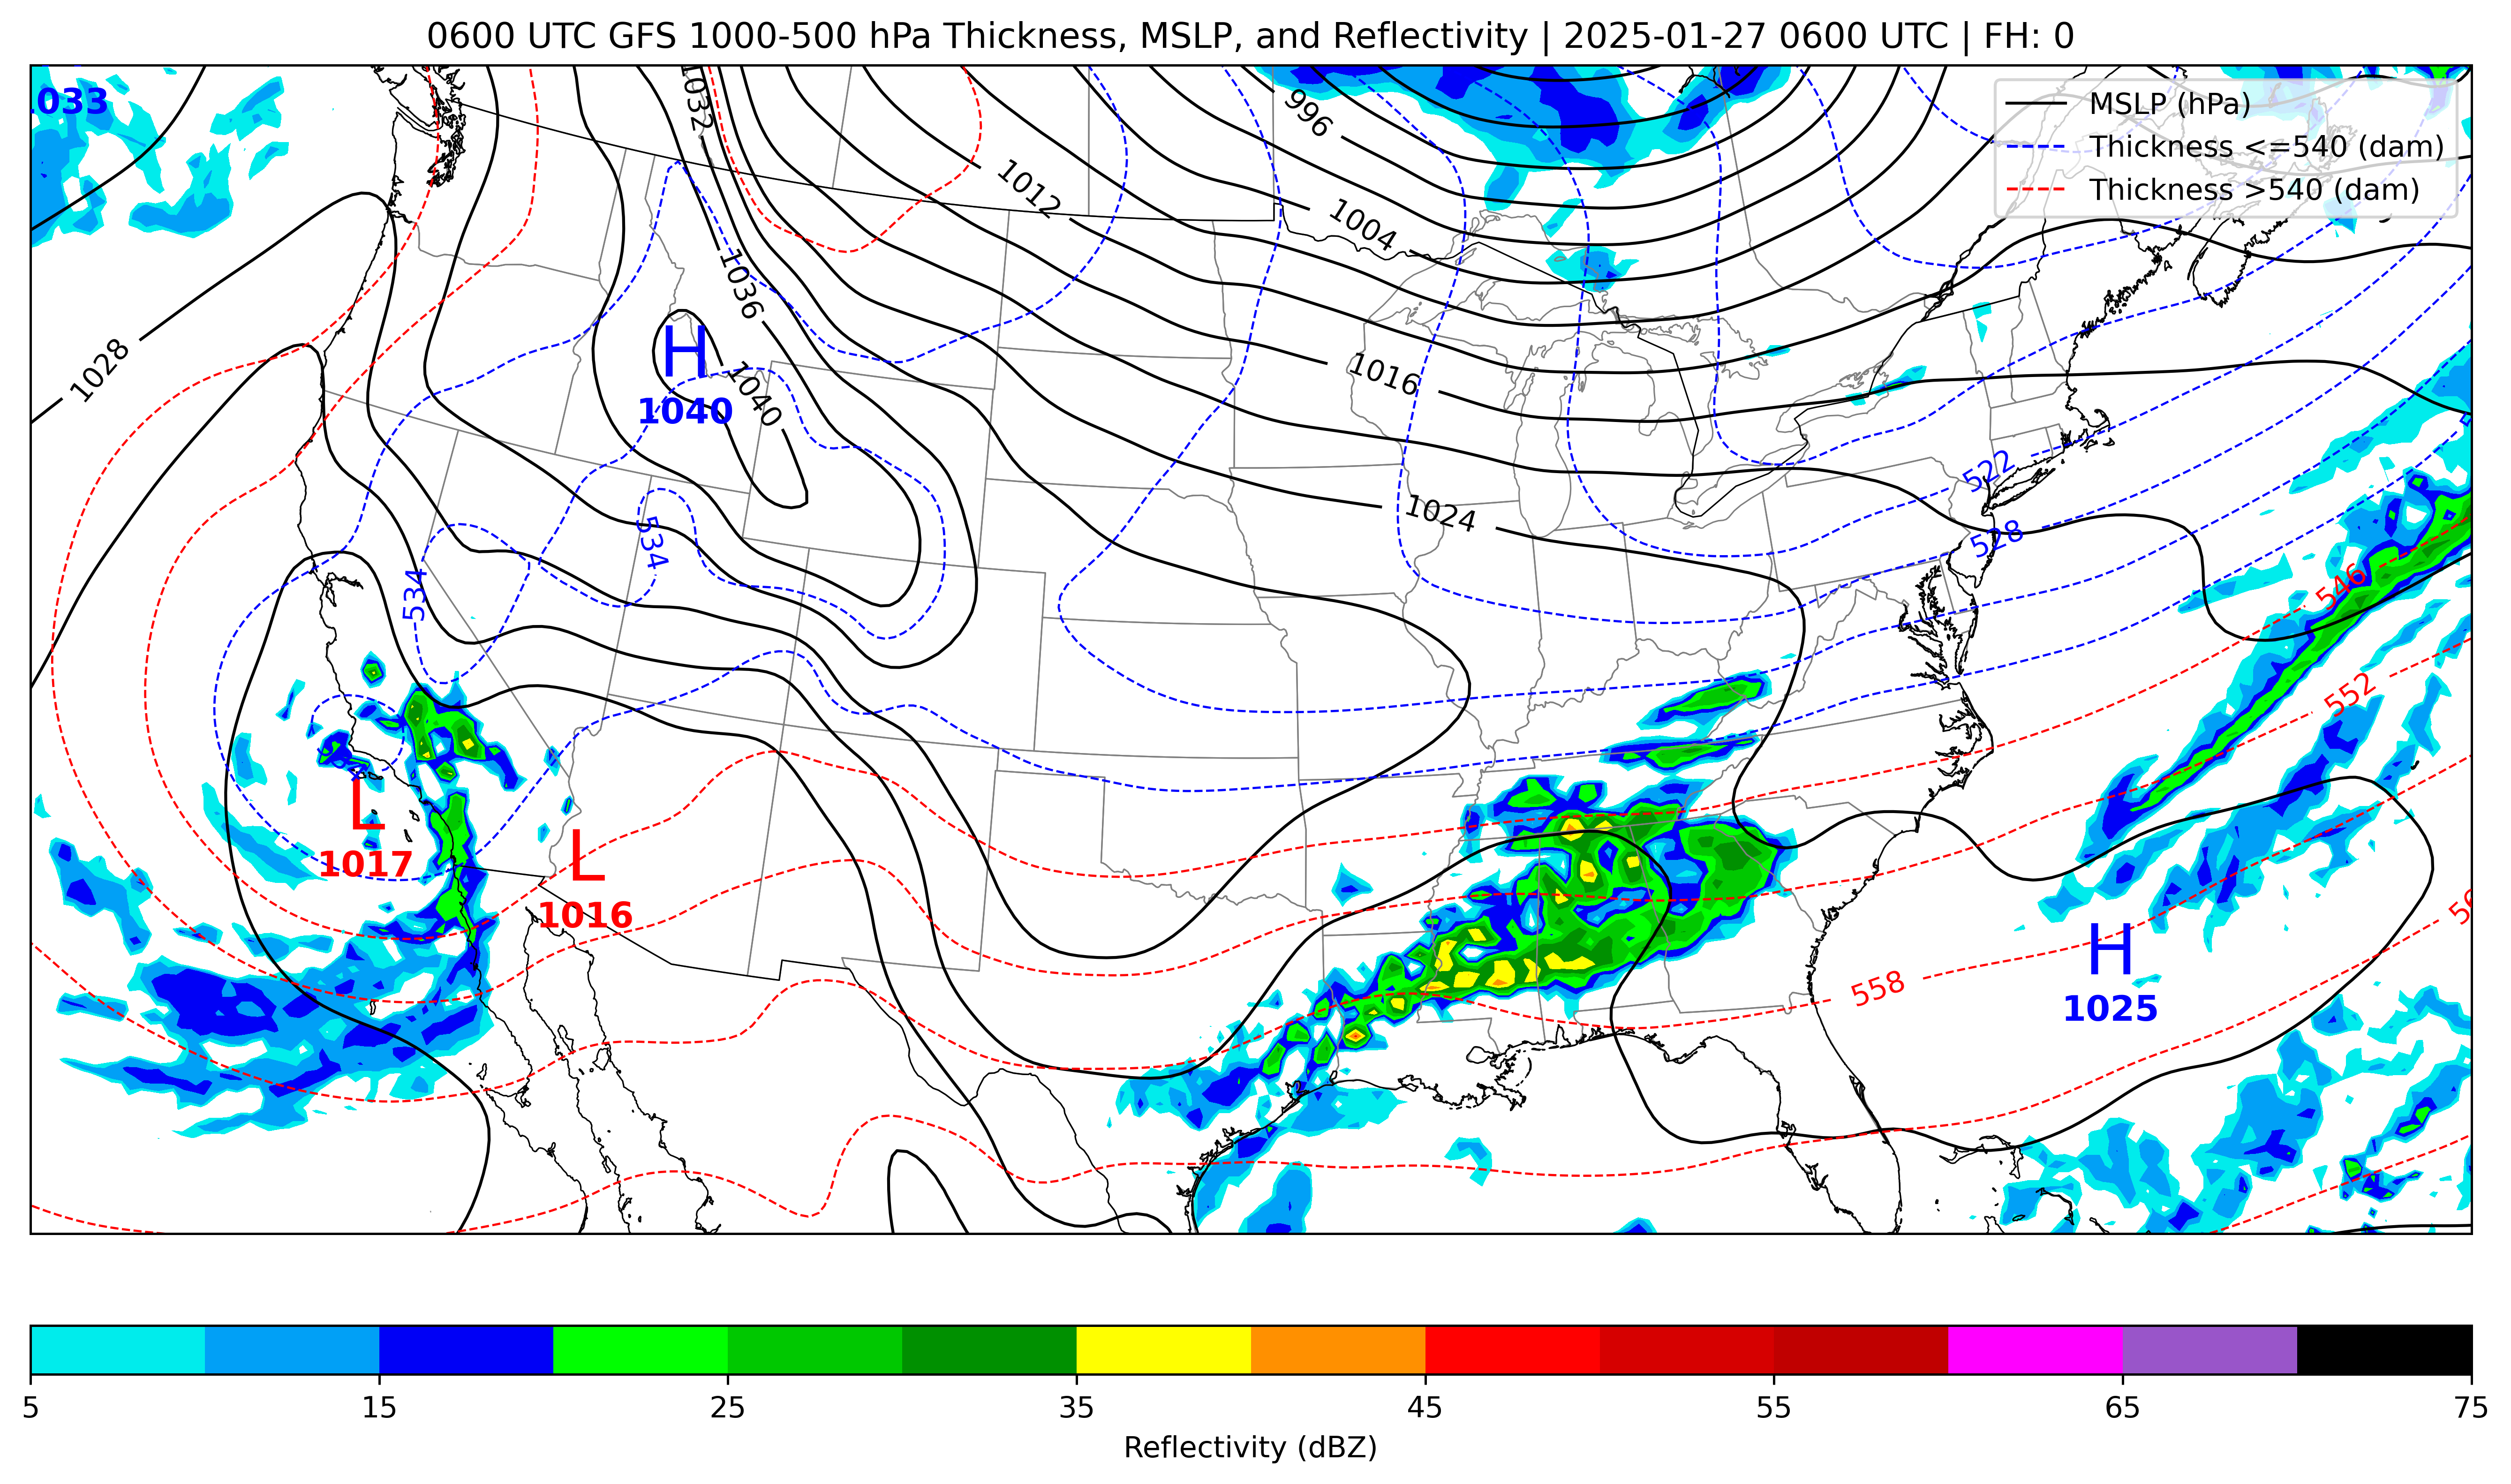 0600 UTC GFS 1000-500 hPa Thickness, MSLP, and Reflectivity | 2025-01-27 0600 UTC | FH: 0
MSLP (hPa)
Thickness <=540 (dam)
Thickness >540 (dam)
033
1032
996
1012
1004
1036
1028
H
1040
1040
1016
522
1024
528
534
534
546
552
L
1017
L
1016
H
1025
558
5 15 25 35 45 55 65 75
Reflectivity (dBZ)